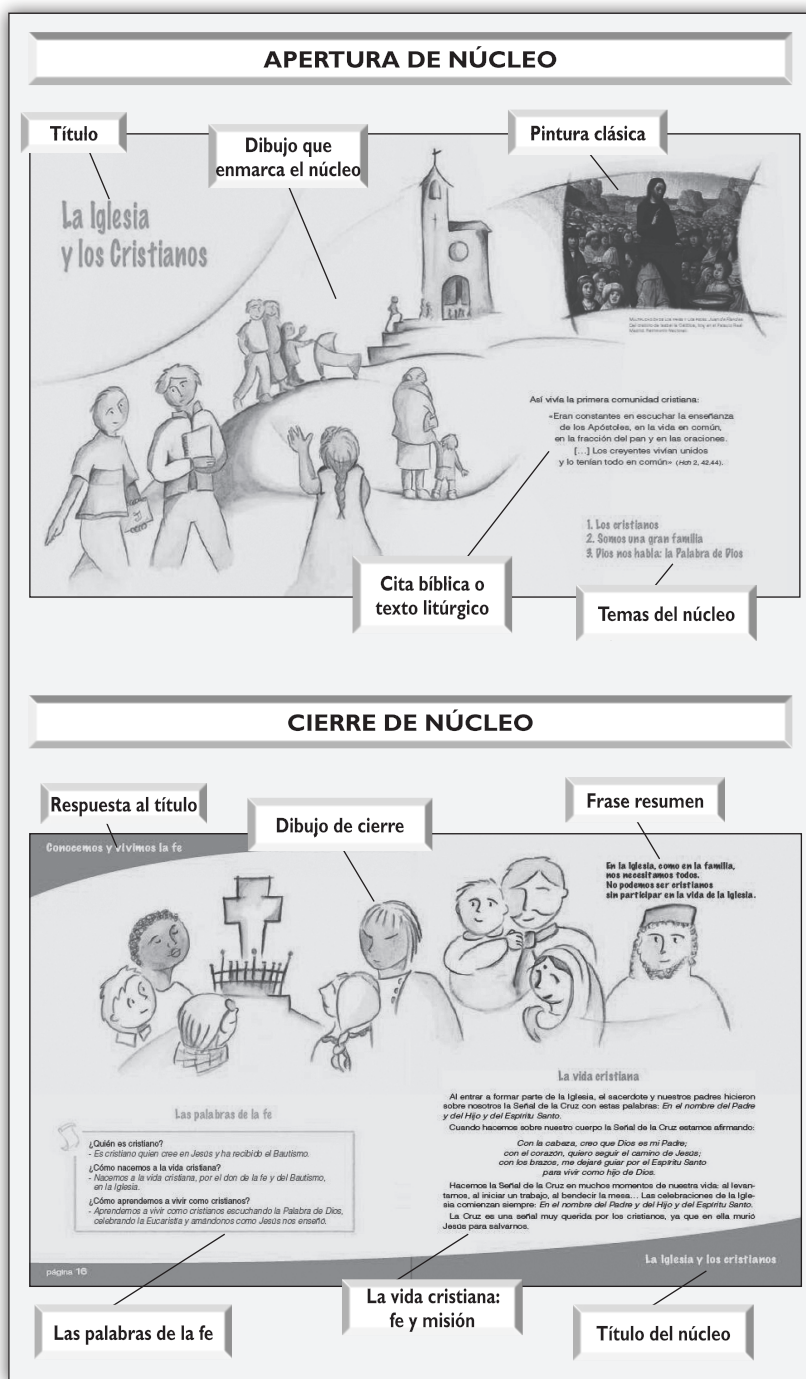 APERTURA DE NÚCLEO
Título
Dibujo que
enmarca el núcleo
Pintura clásica
La Iglesia
y los Cristianos
Así vivía la primera comunidad cristiana:
«Eran constantes en escuchar la enseñanza
de los Apóstoles, en la vida en común,
en la fracción del pan y en las oraciones.
[…] Los creyentes vivían unidos
y lo tenían todo en común» (Hch 2, 42.44).
1. Los cristianos
2. Somos una gran familia
3. Dios nos habla: la Palabra de Dios
Cita bíblica o
texto litúrgico
Temas del núcleo
CIERRE DE NÚCLEO
Respuesta al título
Dibujo de cierre
Frase resumen
Conocemos y vivimos la fe
En la Iglesia, como en la familia,
nos necesitamos todos.
No podemos ser cristianos
sin participar en la vida de la Iglesia.
Las palabras de la fe
¿Quién es cristiano?
- Es cristiano quien cree en Jesús y ha recibido el Bautismo.
¿Cómo nacemos a la vida cristiana?
- Nacemos a la vida cristiana, por el don de la fe y del Bautismo,
en la Iglesia.
¿Cómo aprendemos a vivir como cristianos?
- Aprendemos a vivir como cristianos escuchando la Palabra de Dios,
celebrando la Eucaristía y amándonos como Jesús nos enseñó.
página 16
La vida cristiana
Al entrar a formar parte de la Iglesia, el sacerdote y nuestros padres hicieron
sobre nosotros la Señal de la Cruz con estas palabras: En el nombre del Padre
y del Hijo y del Espíritu Santo.
Cuando hacemos sobre nuestro cuerpo la Señal de la Cruz estamos afirmando:
Con la cabeza, creo que Dios es mi Padre;
con el corazón, quiero seguir el camino de Jesús;
con los brazos, me dejaré guiar por el Espíritu Santo
para vivir como hijo de Dios.
Hacemos la Señal de la Cruz en muchos momentos de nuestra vida: al levan-
tarnos, al iniciar un trabajo, al bendecir la mesa… Las celebraciones de la Igle-
sia comienzan siempre: En el nombre del Padre y del Hijo y del Espíritu Santo.
La Cruz es una señal muy querida por los cristianos, ya que en ella murió
Jesús para salvarnos.
La Iglesia y los cristianos
Las palabras de la fe
La vida cristiana:
fe y misión
Título del núcleo